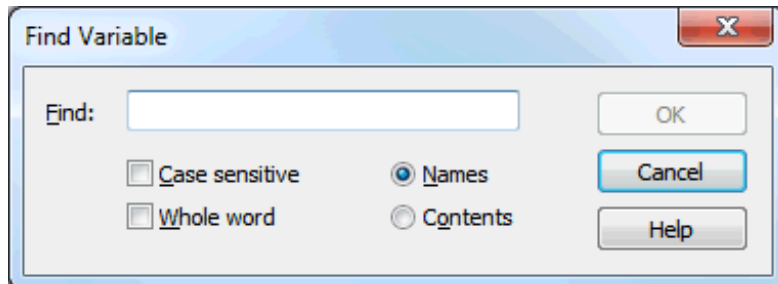 Find Variable
Find:
OK
Case sensitive
Names
Cancel
Whole word
Contents
Help